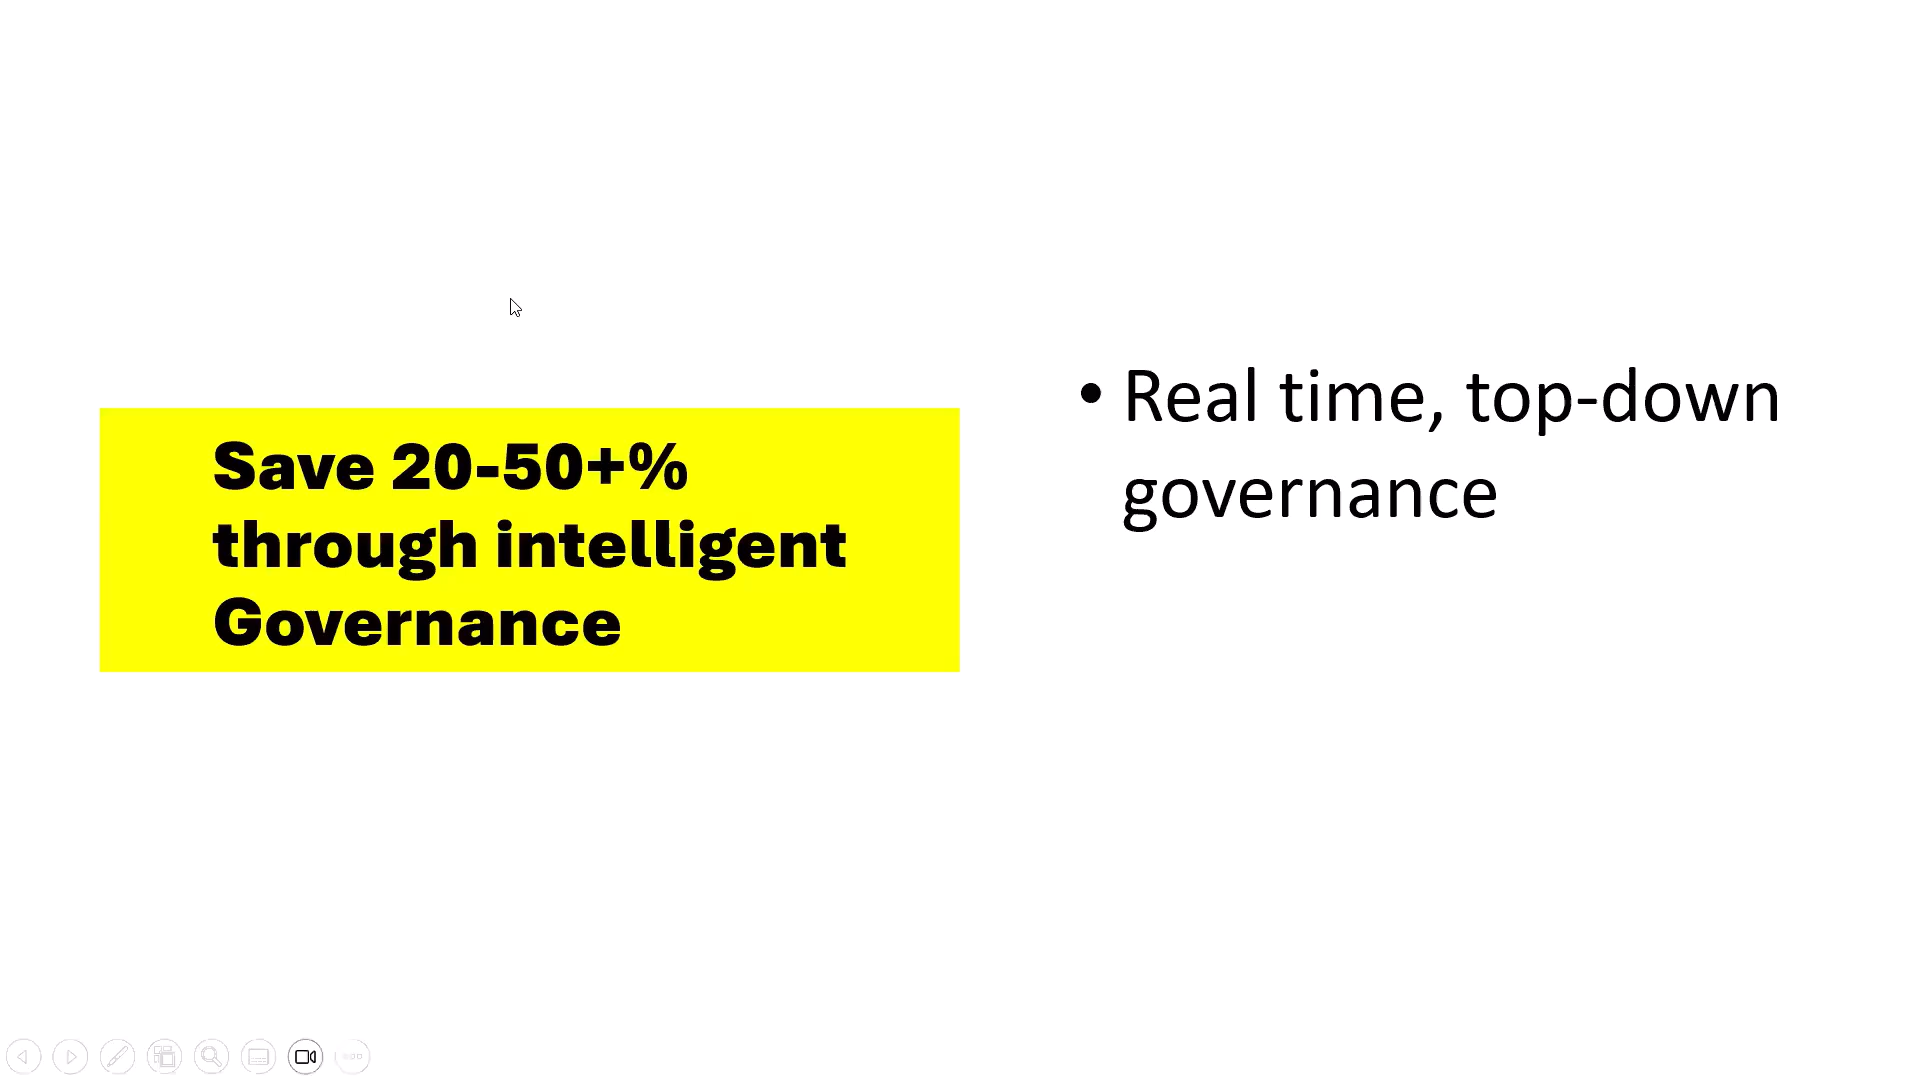 Save 20-50+%
through intelligent
Governance
• Real time, top-down
governance